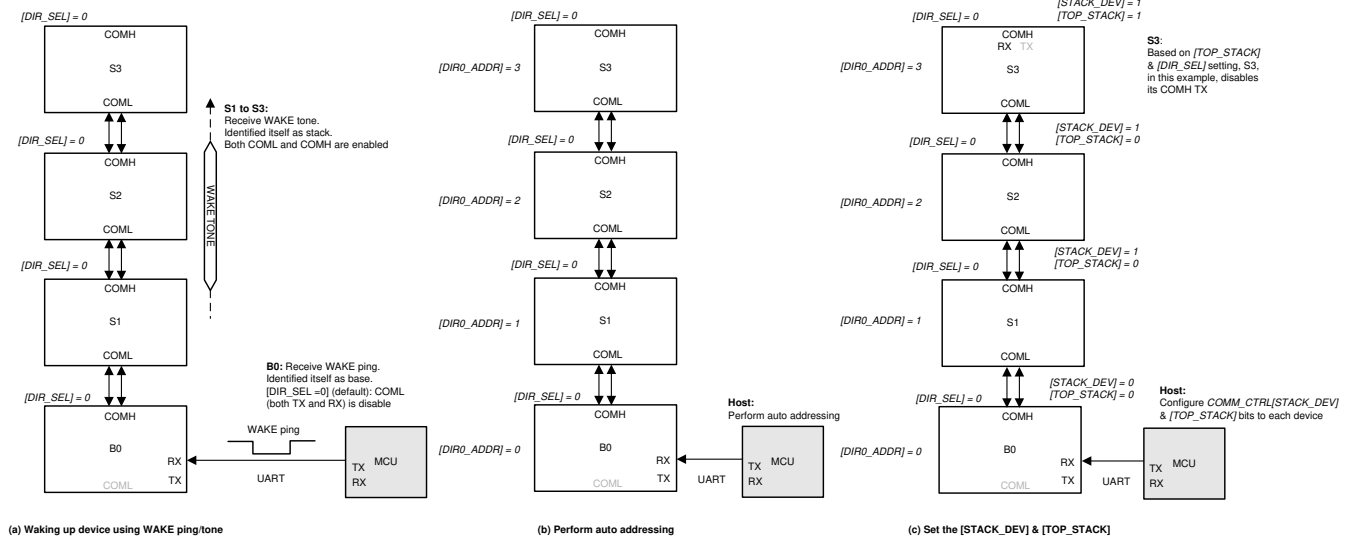 [DIR_SEL] = 0
COMH
S3
COML
[DIR_SEL] = 0
COMH
S2
COML
[DIR_SEL] = 0
COMH
S1
COML
[DIR_SEL] = 0
COMH
B0
RX
TX
COML
WAKE TONE
S1 to S3:
Receive WAKE tone.
Identified itself as stack.
Both COML and COMH are enabled
B0: Receive WAKE ping.
Identified itself as base.
[DIR_SEL =0] (default): COML
(both TX and RX) is disable
WAKE ping
UART
TX
RX
MCU
(a) Waking up device using WAKE ping/tone
[DIR_SEL] = 0
[DIR0_ADDR] = 3
COMH
S3
COML
[DIR_SEL] = 0
[DIR0_ADDR] = 2
COMH
S2
COML
[DIR_SEL] = 0
[DIR0_ADDR] = 1
COMH
S1
COML
[DIR_SEL] = 0
[DIR0_ADDR] = 0
COMH
B0
RX
TX
COML
Host:
Perform auto addressing
UART
TX
RX
MCU
(b) Perform auto addressing
[DIR_SEL] = 0
[STACK_DEV] = 1
[TOP_STACK] = 1
[DIR0_ADDR] = 3
COMH
RX TX
S3
COML
S3:
Based on [TOP_STACK]
& [DIR_SEL] setting, S3,
in this example, disables
its COMH TX
[DIR_SEL] = 0
[STACK_DEV] = 1
[TOP_STACK] = 0
[DIR0_ADDR] = 2
COMH
S2
COML
[DIR_SEL] = 0
[STACK_DEV] = 1
[TOP_STACK] = 0
[DIR0_ADDR] = 1
COMH
S1
COML
[DIR_SEL] = 0
[STACK_DEV] = 0
[TOP_STACK] = 0
[DIR0_ADDR] = 0
COMH
B0
RX
TX
COML
Host:
Configure COMM_CTRL[STACK_DEV]
& [TOP_STACK] bits to each device
UART
TX
RX
MCU
(c) Set the [STACK_DEV] & [TOP_STACK]